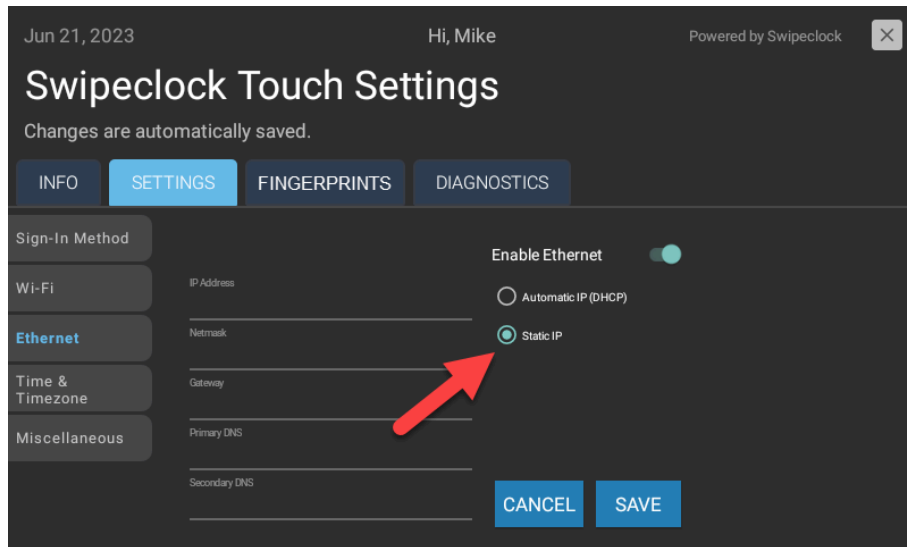 Jun 21, 2023 Hi, Mike Powered by Swipeclock
Swipeclock Touch Settings
Changes are automatically saved.
INFO SETTINGS FINGERPRINTS DIAGNOSTICS
Sign-In Method
Wi-Fi
Ethernet
Time &
Timezone
Miscellaneous
IP Address
Netmask
Gateway
Primary DNS
Secondary DNS
Enable Ethernet
Automatic IP (DHCP)
Static IP
CANCEL SAVE